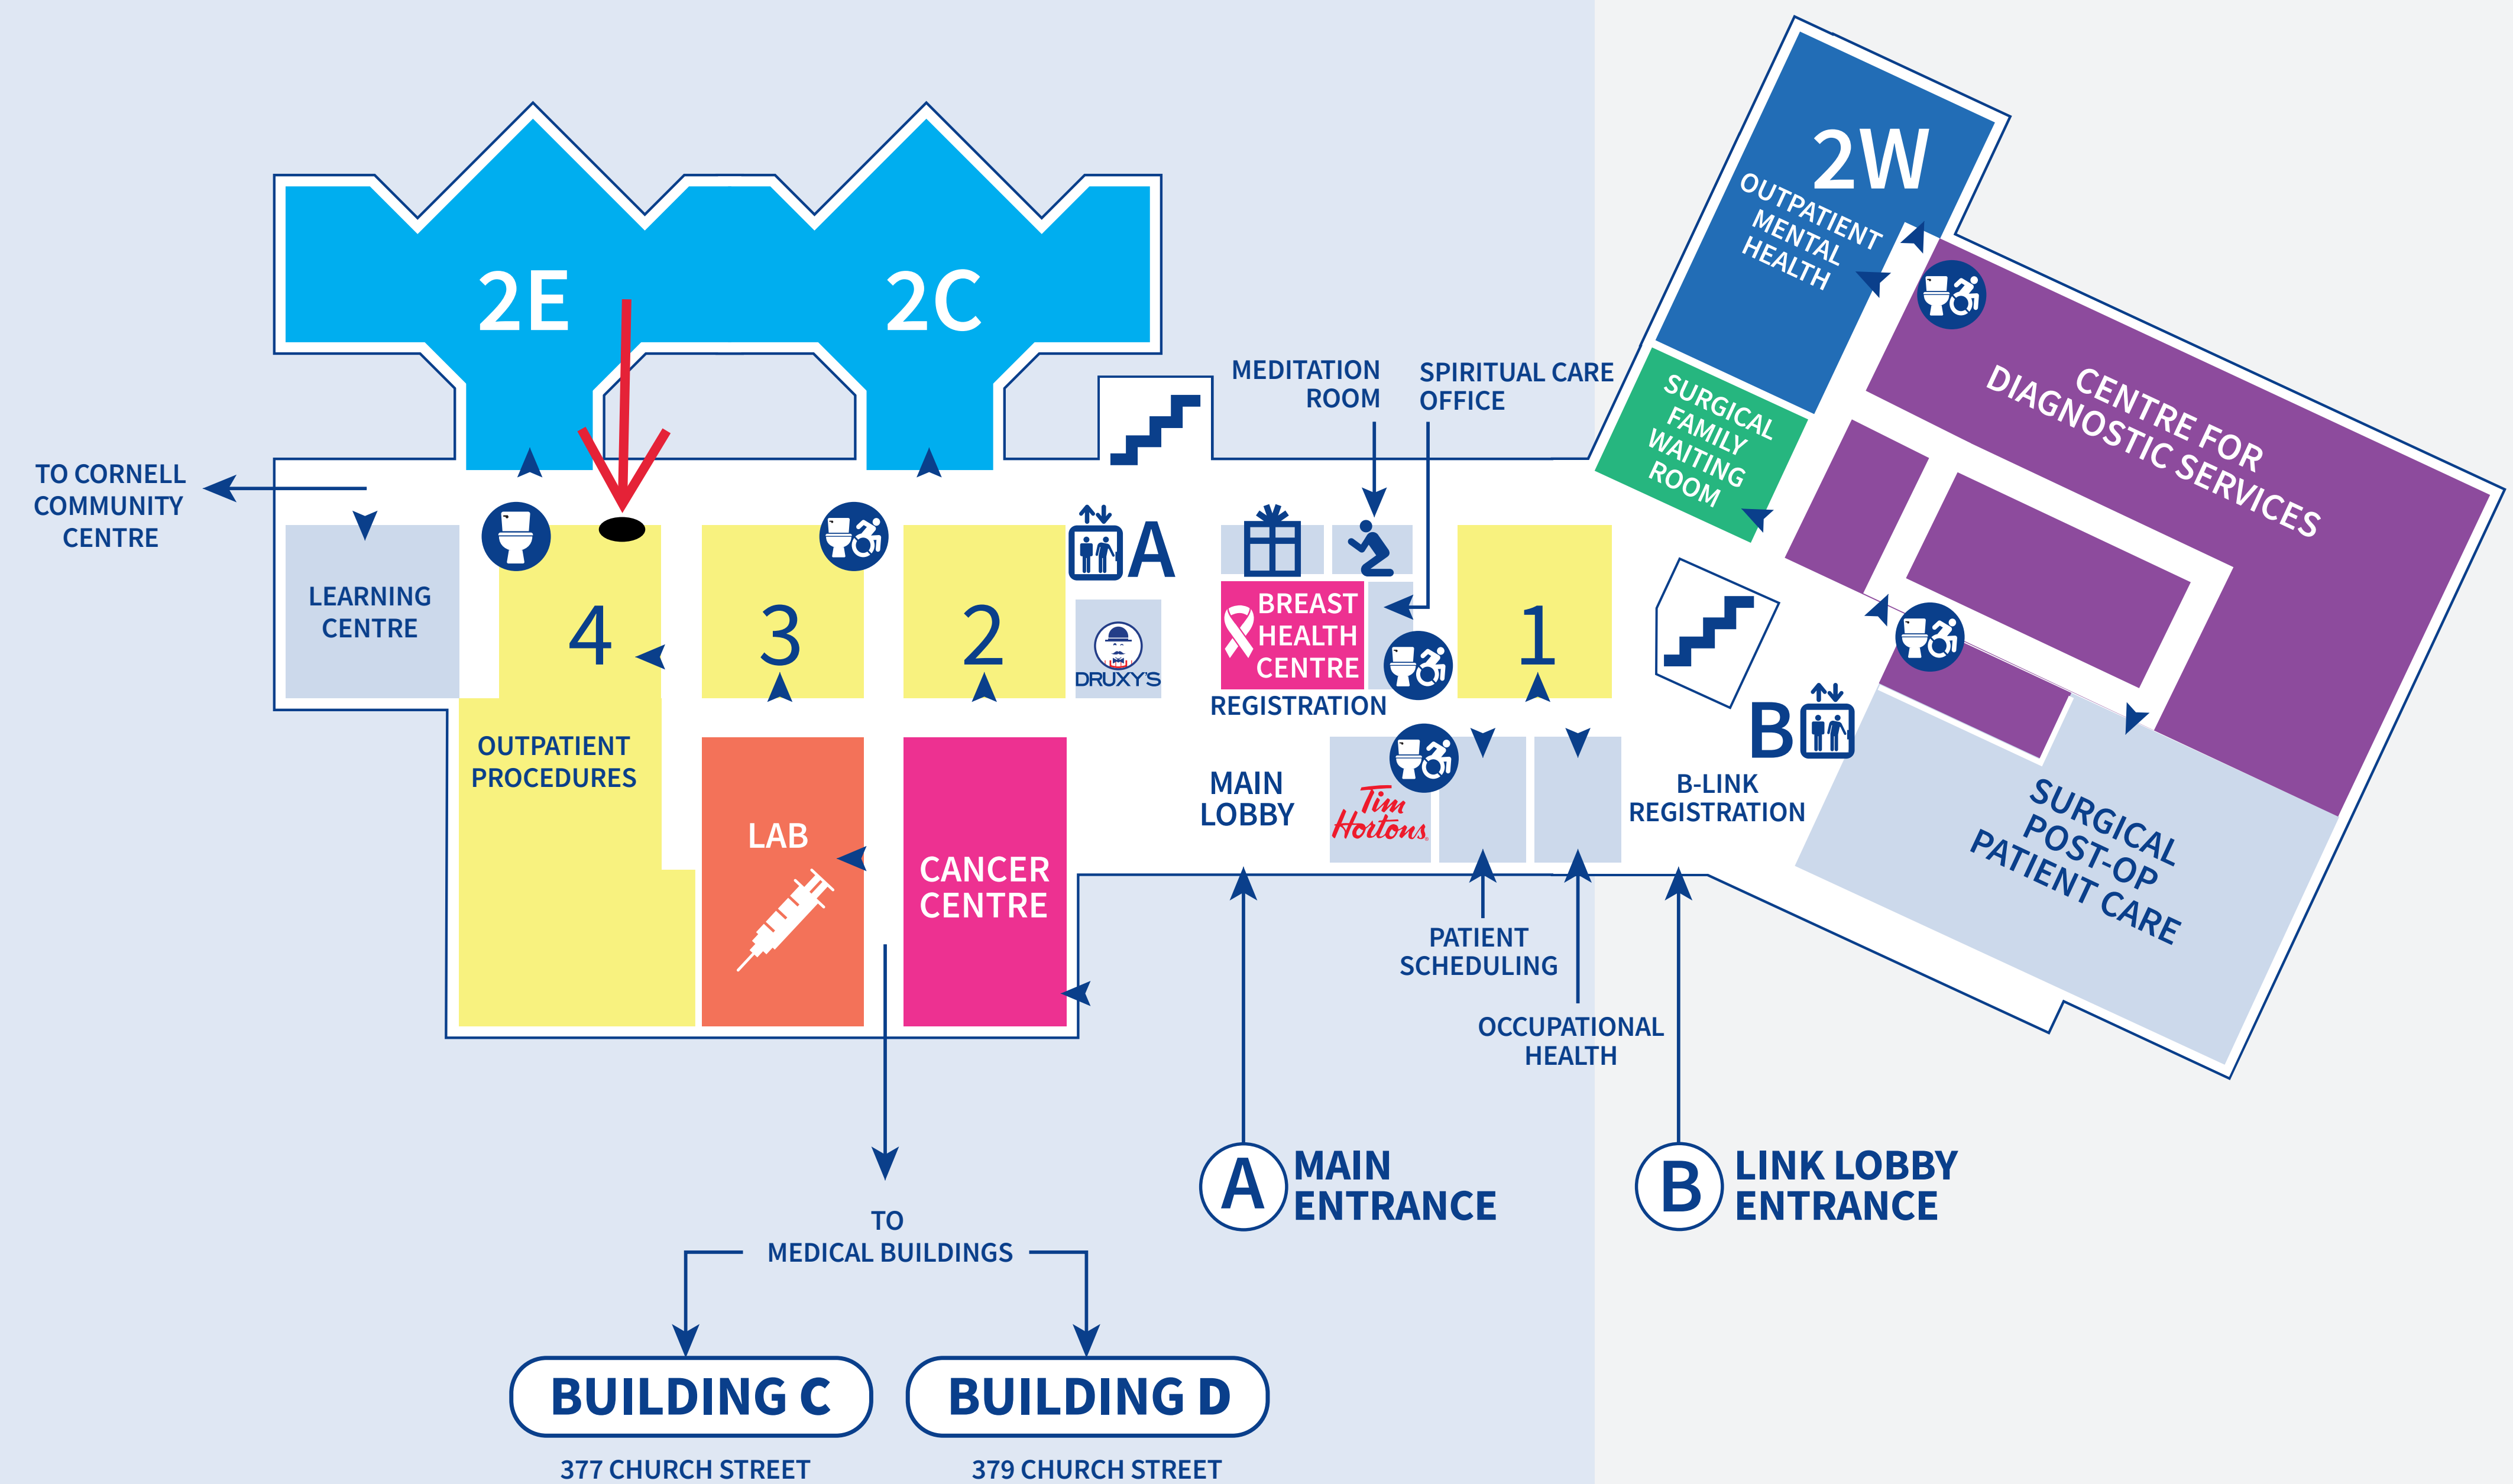 2W
OUTPATIENT
MENTAL
HEALTH
2E
2C
MEDITATION
ROOM
SPIRITUAL CARE
OFFICE
SURGICAL
FAMILY
WAITING
ROOM
CENTRE FOR
DIAGNOSTIC SERVICES
TO CORNELL
COMMUNITY
CENTRE
LEARNING
CENTRE
4
3
2
A
DRUXY'S
BREAST
HEALTH
CENTRE
REGISTRATION
1
OUTPATIENT
PROCEDURES
LAB
CANCER
CENTRE
MAIN
LOBBY
Tim
Hortons
B
B-LINK
REGISTRATION
SURGICAL
POST-OP
PATIENT CARE
PATIENT
SCHEDULING
OCCUPATIONAL
HEALTH
A
MAIN
ENTRANCE
B
LINK LOBBY
ENTRANCE
TO
MEDICAL BUILDINGS
BUILDING C
BUILDING D
377 CHURCH STREET
379 CHURCH STREET